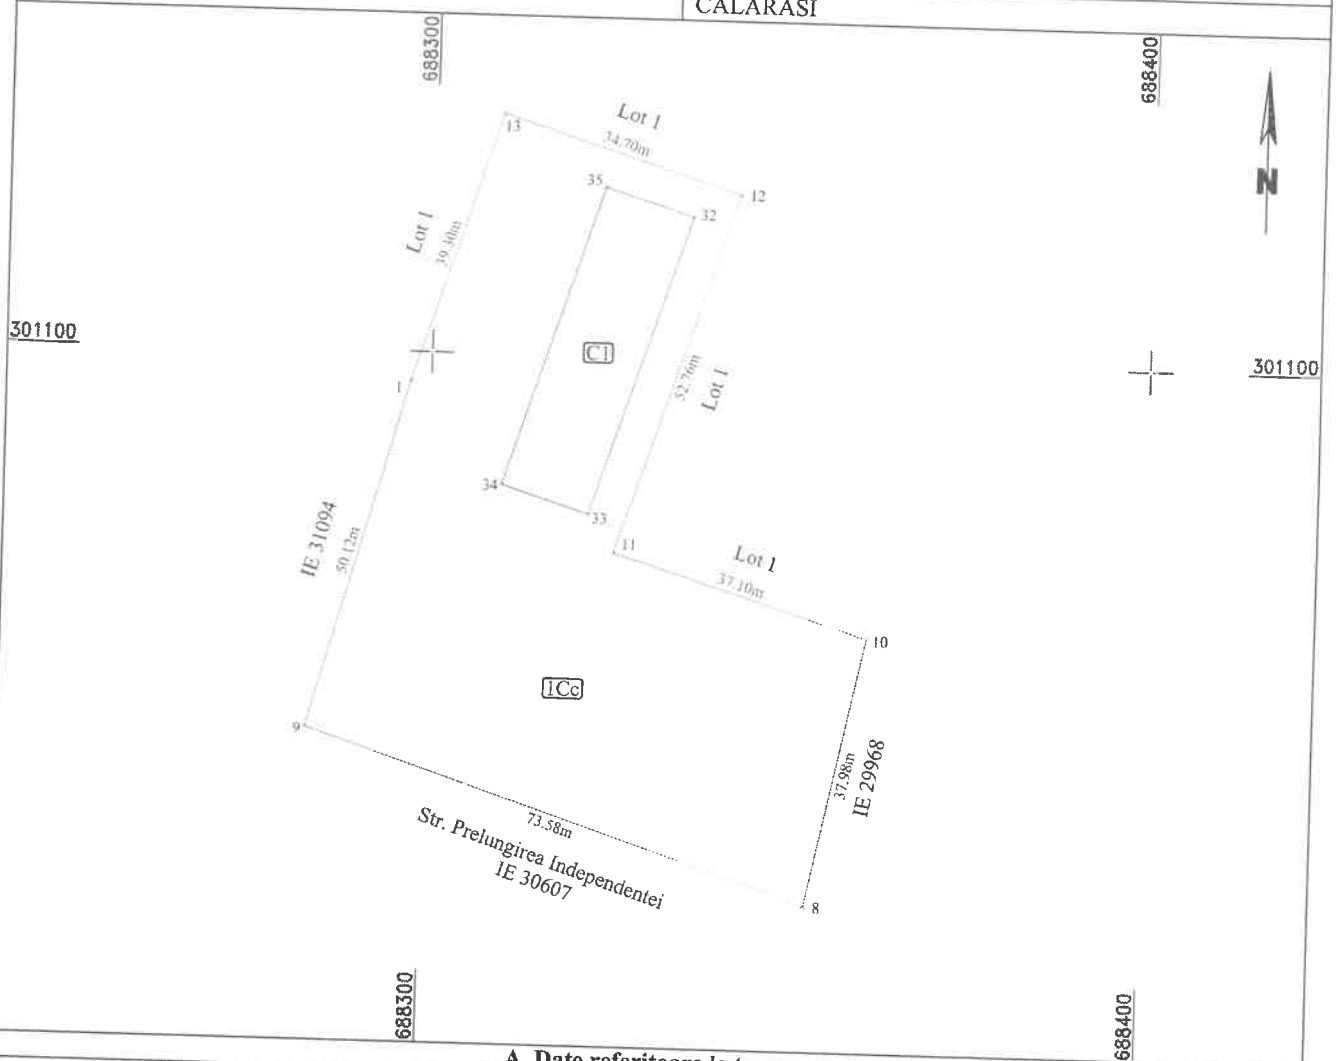 CALARASI
688300
688400
N
Lot 1
13
34.70m
12
35
32
Lot 1
39.30m
301100
301100
C1
52.76m
Lot 1
1
34
33
IE 31094
50.12m
11
Lot 1
37.10m
10
1Cc
9
37.98m
IE 29968
73.58m
Str. Prelungirea Independentei
IE 30607
8
688300
688400
A. Date referitoare la